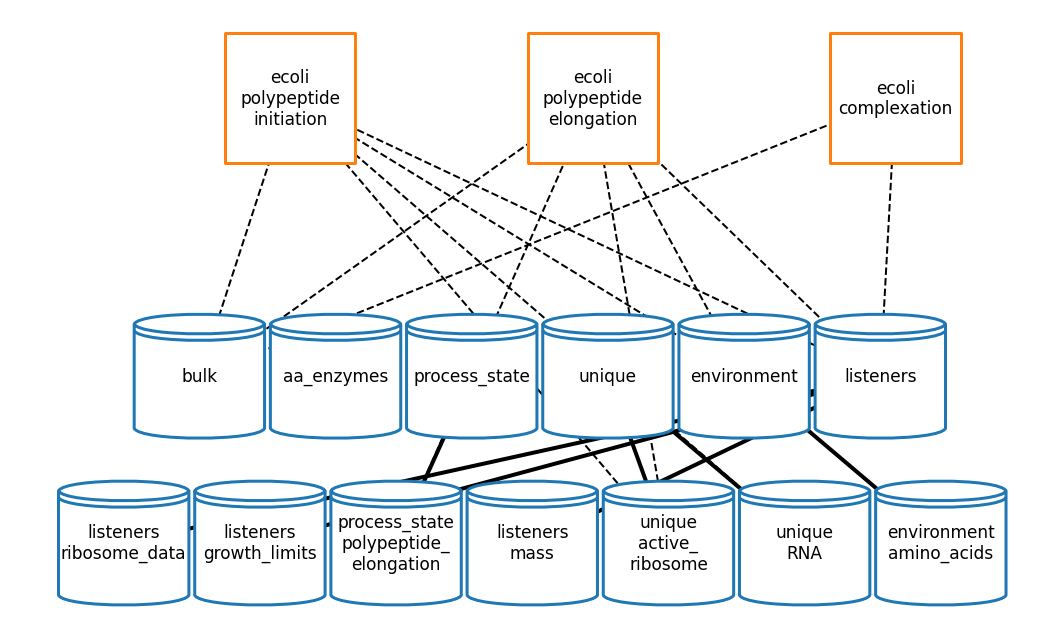 ecoli
polypeptide
initiation
ecoli
polypeptide
elongation
ecoli
complexation
bulk
aa_enzymes
process_state
unique
environment
listeners
listeners
ribosome_data
listeners
growth_limits
process_state
polypeptide_
elongation
listeners
mass
unique
active_
ribosome
unique
RNA
environment
amino_acids